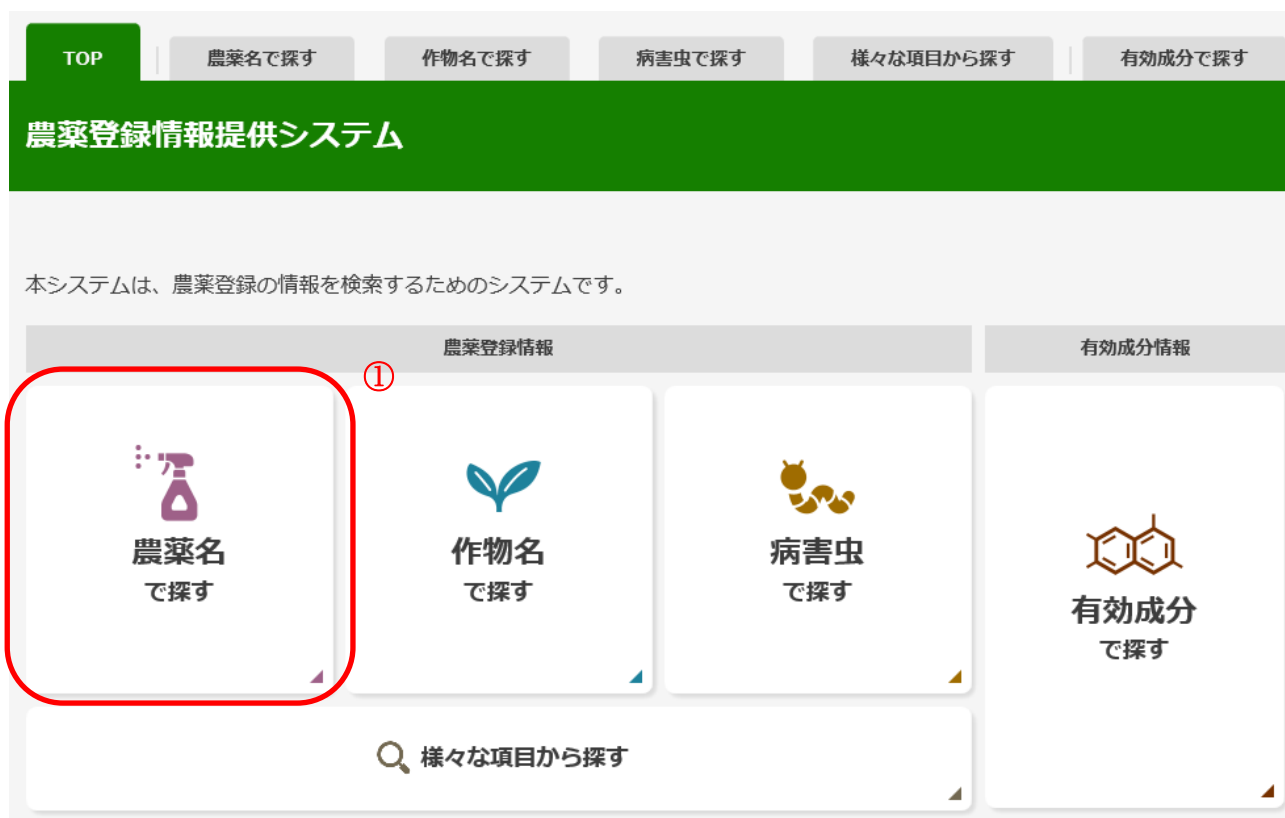 TOP
農薬名で探す
作物名で探す
病害虫で探す
様々な項目から探す
有効成分で探す
農薬登録情報提供システム
本システムは、農薬登録の情報を検索するためのシステムです。
農薬登録情報
有効成分情報
①
農薬名
で探す
作物名
で探す
病害虫
で探す
有効成分
で探す
様々な項目から探す